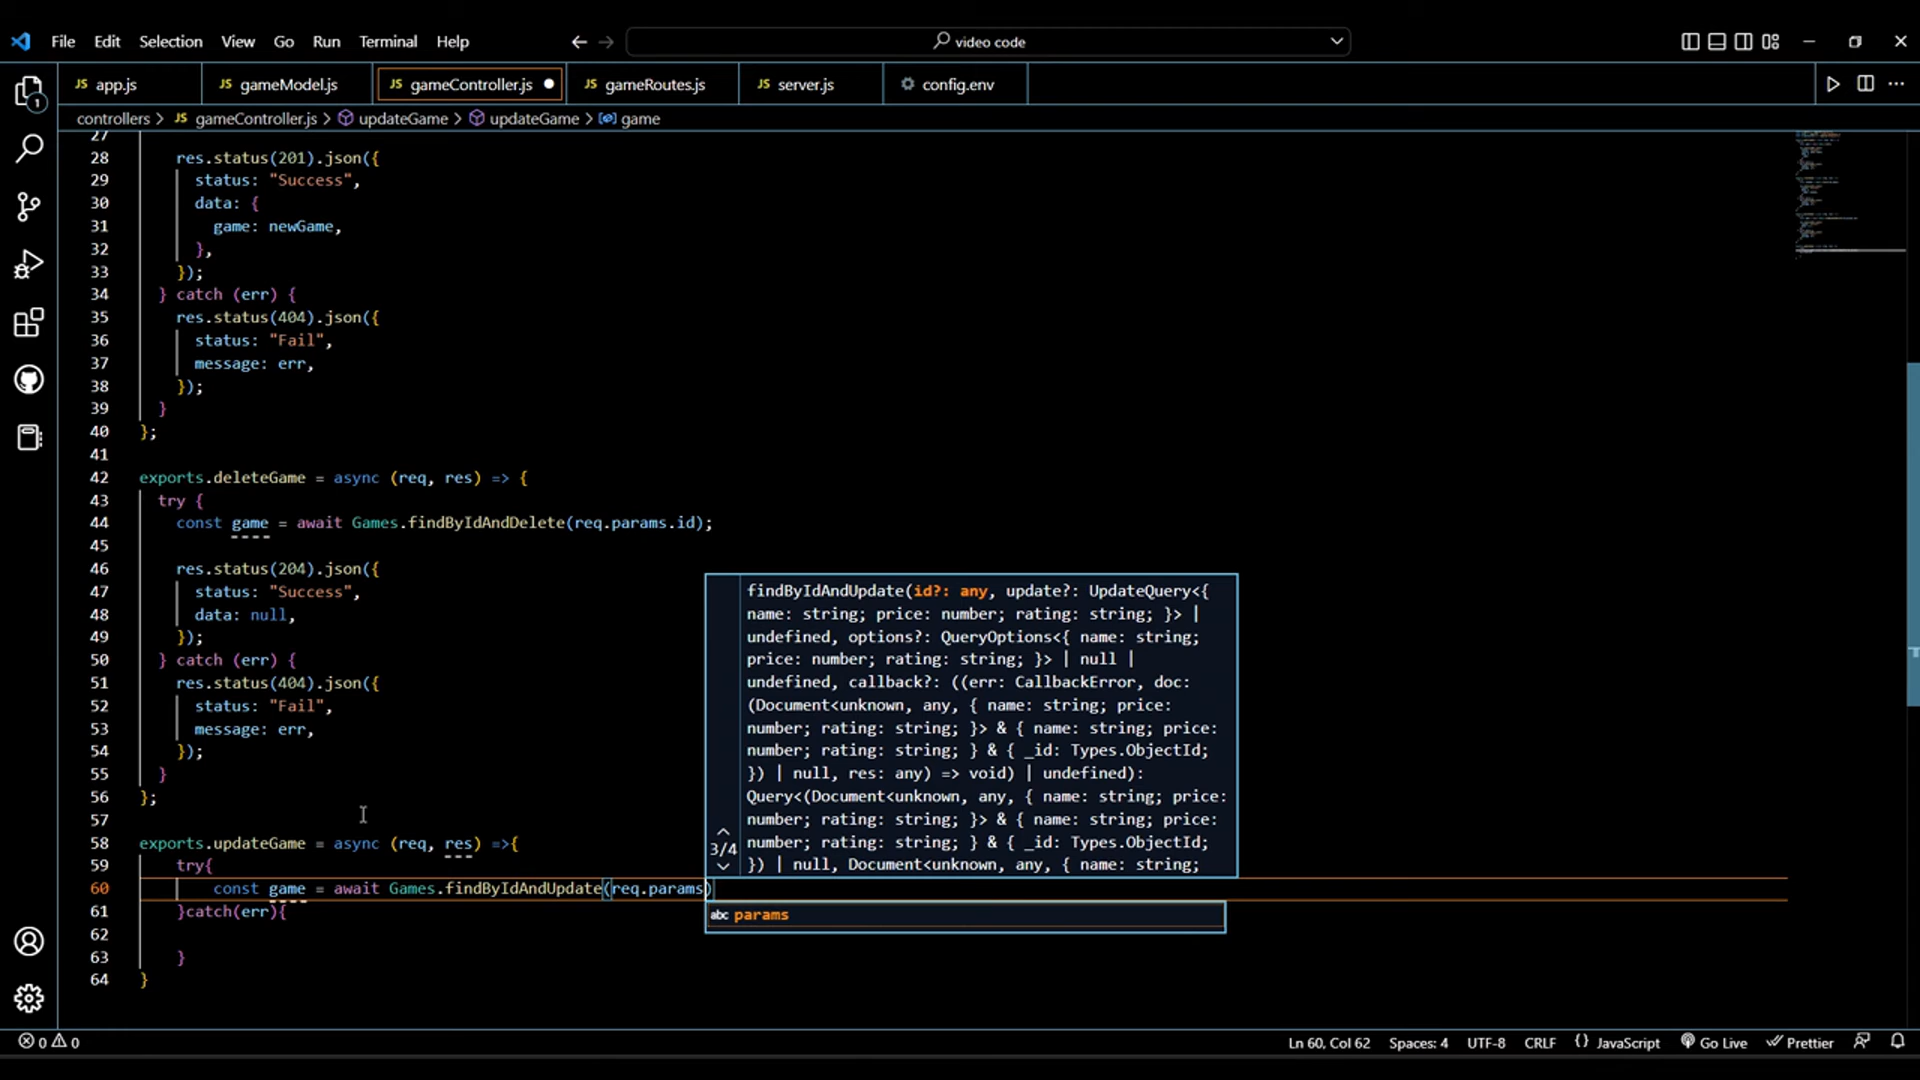 File Edit Selection View Go Run Terminal Help
video code
JS app.js
JS gameModel.js
JS gameController.js
JS gameRoutes.js
JS server.js
config.env
controllers > JS gameController.js > updateGame > updateGame > game
1
27
28 res.status(201).json({
29 status: "Success",
30 data: {
31 game: newGame,
32 },
33 });
34 } catch (err) {
35 res.status(404).json({
36 status: "Fail",
37 message: err,
38 });
39 }
40 };
41
42 exports.deleteGame = async (req, res) => {
43 try {
44 const game = await Games.findByIdAndDelete(req.params.id);
45
46 res.status(204).json({
47 status: "Success",
48 data: null,
49 });
50 } catch (err) {
51 res.status(404).json({
52 status: "Fail",
53 message: err,
54 });
55 }
56 };
57
58 exports.updateGame = async (req, res) =>{
59 try{
60 const game = await Games.findByIdAndUpdate(req.params)
61 }catch(err){
62
63 }
64 }
findByIdAndUpdate(id?: any, update?: UpdateQuery<{
name: string; price: number; rating: string; }> |
undefined, options?: QueryOptions<{ name: string;
price: number; rating: string; }> | null |
undefined, callback?: ((err: CallbackError, doc:
(Document<unknown, any, { name: string; price:
number; rating: string; }> & { name: string; price:
number; rating: string; } & { _id: Types.ObjectId;
}) | null, res: any) => void) | undefined):
Query<(Document<unknown, any, { name: string; price:
number; rating: string; }> & { name: string; price:
number; rating: string; } & { _id: Types.ObjectId;
}) | null, Document<unknown, any, { name: string;
3/4
abc params
0 0
Ln 60, Col 62 Spaces: 4 UTF-8 CRLF {} JavaScript Go Live Prettier